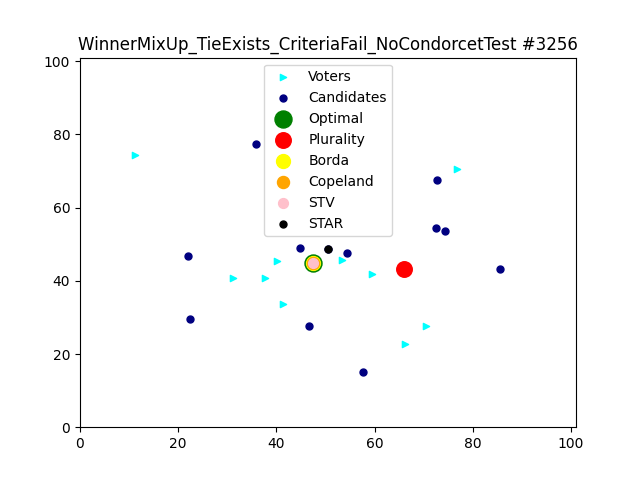 WinnerMixUp_TieExists_CriteriaFail_NoCondorcetTest #3256
Voters
Candidates
Optimal
Plurality
Borda
Copeland
STV
STAR
100
80
60
40
20
0
0 20 40 60 80 100